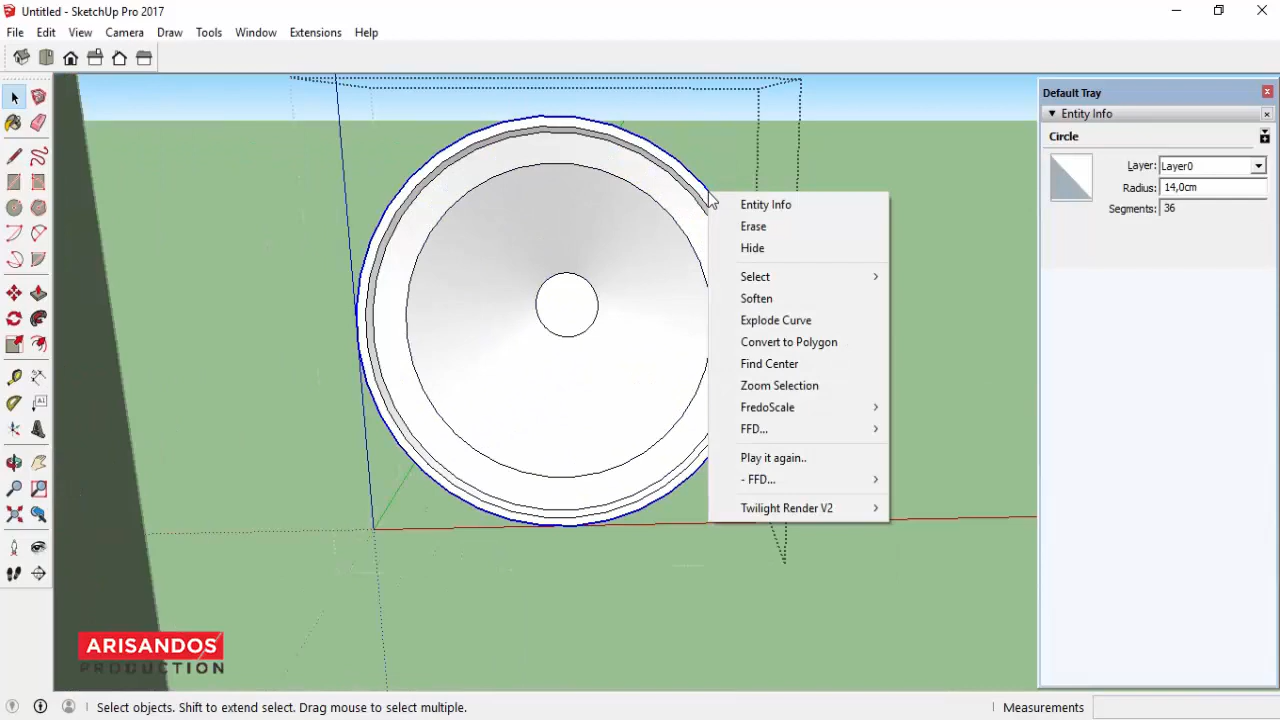 Untitled - SketchUp Pro 2017
File Edit View Camera Draw Tools Window Extensions Help
Default Tray
Entity Info
Circle
Layer: Layer0
Radius: 14,0cm
Segments: 36
Entity Info
Erase
Hide
Select
Soften
Explode Curve
Convert to Polygon
Find Center
Zoom Selection
FredoScale
FFD...
Play it again..
- FFD...
Twilight Render V2
ARISANDOS
PRODUCTION
Select objects. Shift to extend select. Drag mouse to select multiple.
Measurements